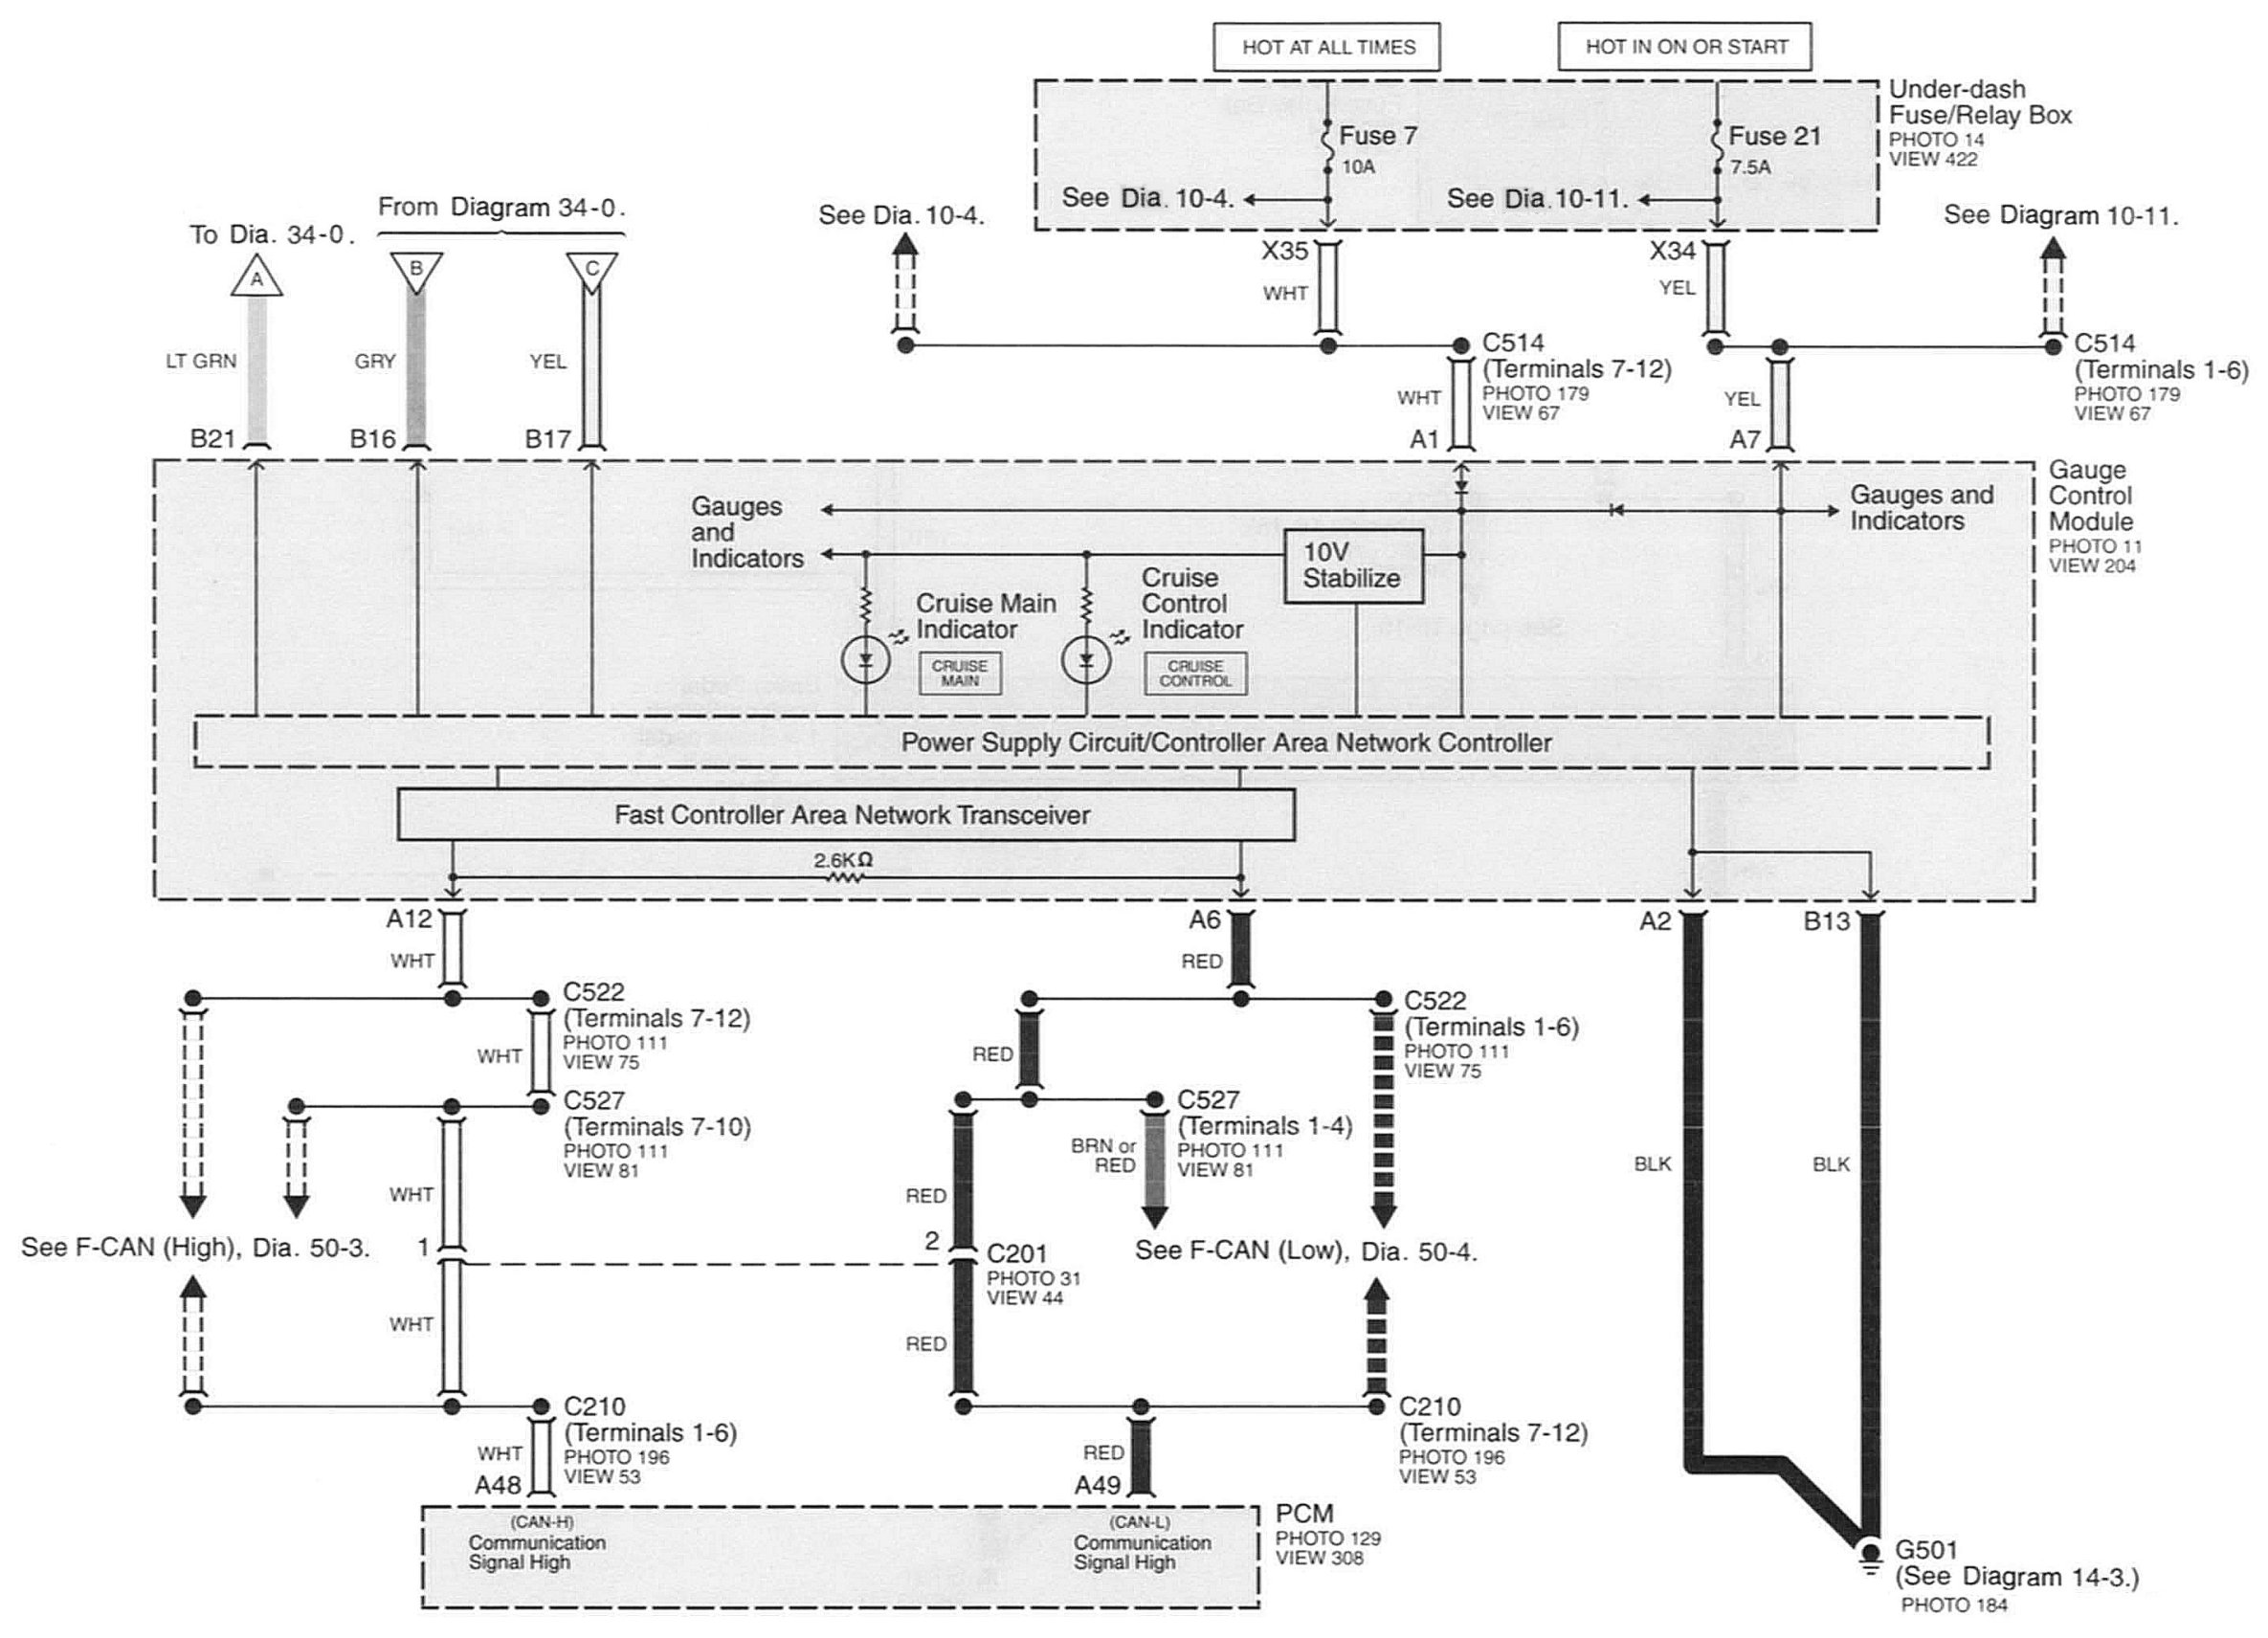 HOT AT ALL TIMES
HOT IN ON OR START
Under-dash
Fuse/Relay Box
PHOTO 14
VIEW 422
Fuse 7
10A
Fuse 21
7.5A
See Dia. 10-4.
See Dia. 10-11.
To Dia. 34-0.
From Diagram 34-0.
See Dia. 10-4.
See Diagram 10-11.
A
B
C
X35
X34
WHT
YEL
LT GRN
GRY
YEL
C514
(Terminals 7-12)
PHOTO 179
VIEW 67
C514
(Terminals 1-6)
PHOTO 179
VIEW 67
WHT
YEL
B21
B16
B17
A1
A7
Gauge
Control
Module
PHOTO 11
VIEW 204
Gauges
and
Indicators
Gauges and
Indicators
10V
Stabilize
Cruise Main
Indicator
CRUISE
MAIN
Cruise
Control
Indicator
CRUISE
CONTROL
Power Supply Circuit/Controller Area Network Controller
Fast Controller Area Network Transceiver
2.6KΩ
A12
A6
A2
B13
WHT
RED
C522
(Terminals 7-12)
PHOTO 111
VIEW 75
C522
(Terminals 1-6)
PHOTO 111
VIEW 75
WHT
RED
C527
(Terminals 7-10)
PHOTO 111
VIEW 81
C527
(Terminals 1-4)
PHOTO 111
VIEW 81
BRN or
RED
BLK
BLK
WHT
RED
See F-CAN (High), Dia. 50-3.
1
2
C201
PHOTO 31
VIEW 44
See F-CAN (Low), Dia. 50-4.
WHT
RED
C210
(Terminals 1-6)
PHOTO 196
VIEW 53
C210
(Terminals 7-12)
PHOTO 196
VIEW 53
WHT
RED
A48
A49
(CAN-H)
Communication
Signal High
(CAN-L)
Communication
Signal High
PCM
PHOTO 129
VIEW 308
G501
(See Diagram 14-3.)
PHOTO 184